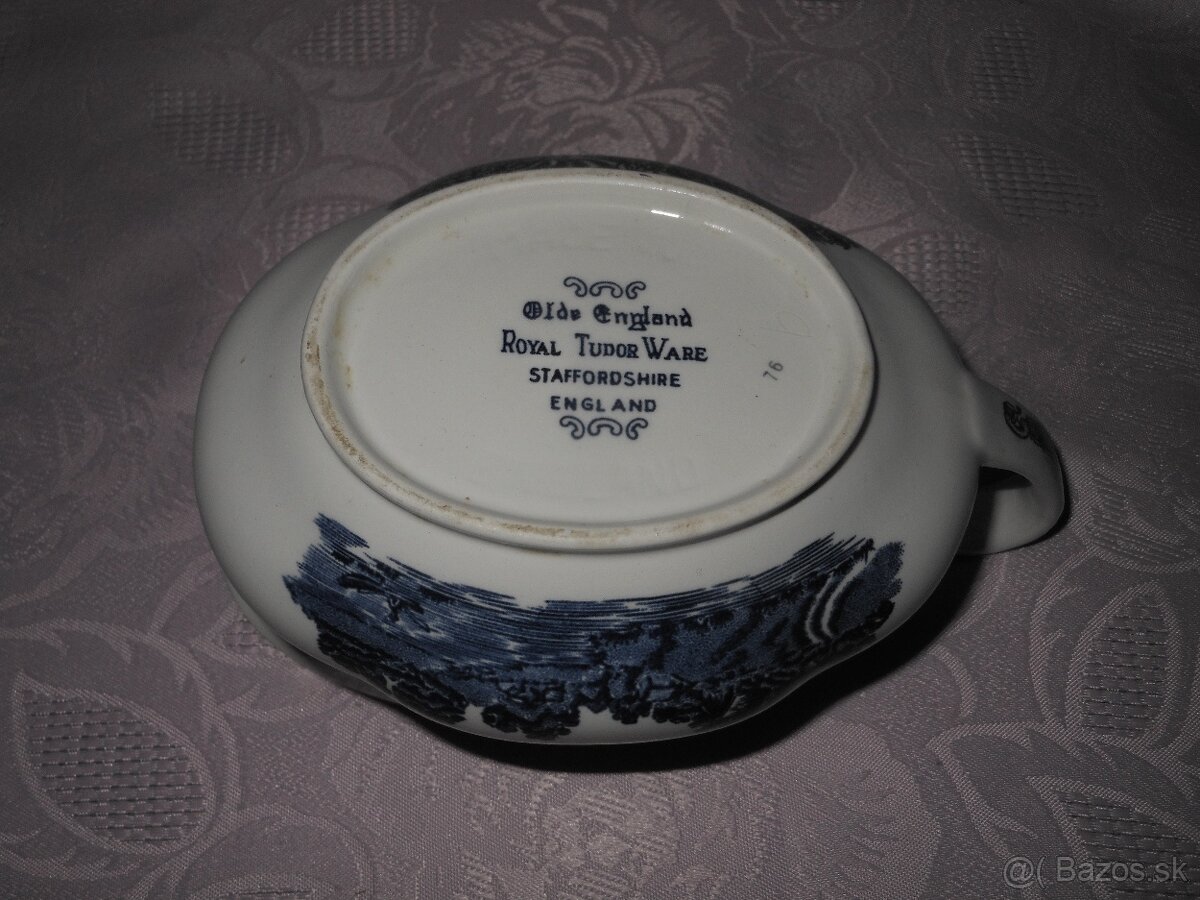 Olde England
ROYAL TUDOR WARE
STAFFORDSHIRE
ENGLAND
76
@( Bazos.sk